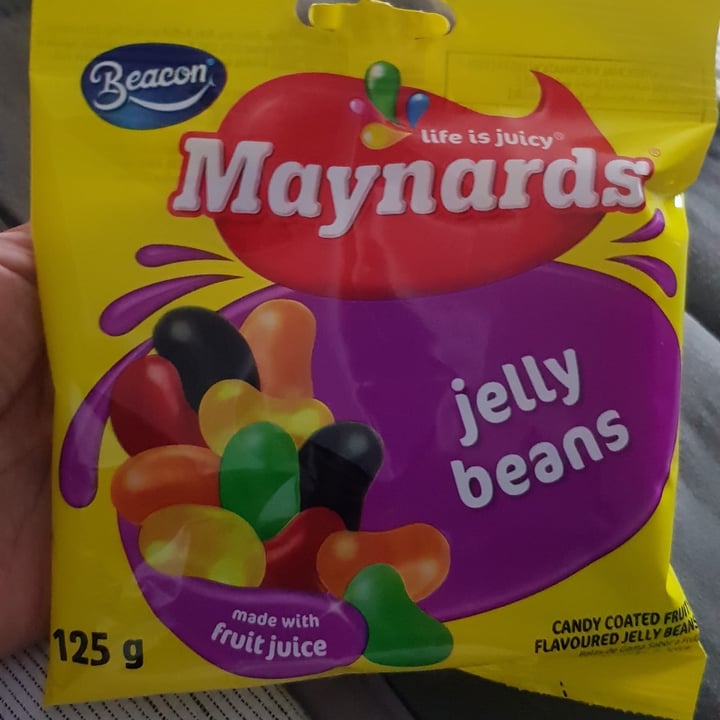 Beacon
life is juicy®
Maynards®
jelly
beans
made with
fruit juice
125 g
CANDY COATED FRUIT
FLAVOURED JELLY BEANS